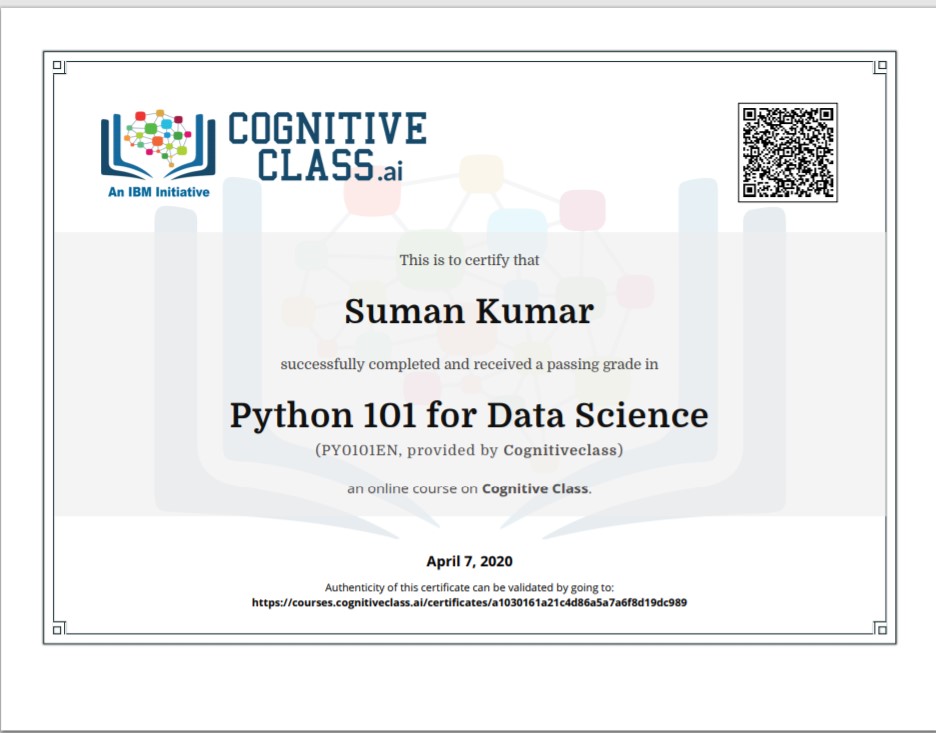 COGNITIVE
CLASS.ai
An IBM Initiative
This is to certify that
Suman Kumar
successfully completed and received a passing grade in
Python 101 for Data Science
(PY0101EN, provided by Cognitiveclass)
an online course on Cognitive Class.
April 7, 2020
Authenticity of this certificate can be validated by going to:
https://courses.cognitiveclass.ai/certificates/a1030161a21c4d86a5a7a6f8d19dc989